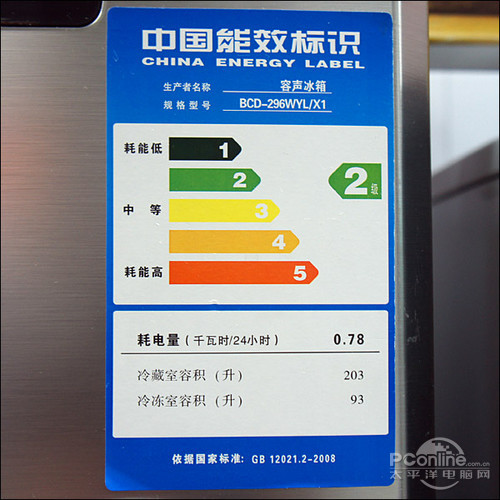 中国能效标识
CHINA ENERGY LABEL
生产者名称 容声冰箱
规格型号 BCD-296WYL/X1
耗能低 1
2
2级
中等 3
4
耗能高 5
耗电量 (千瓦时/24小时) 0.78
冷藏室容积 (升) 203
冷冻室容积 (升) 93
依据国家标准: GB 12021.2-2008
PConline
太平洋电脑网